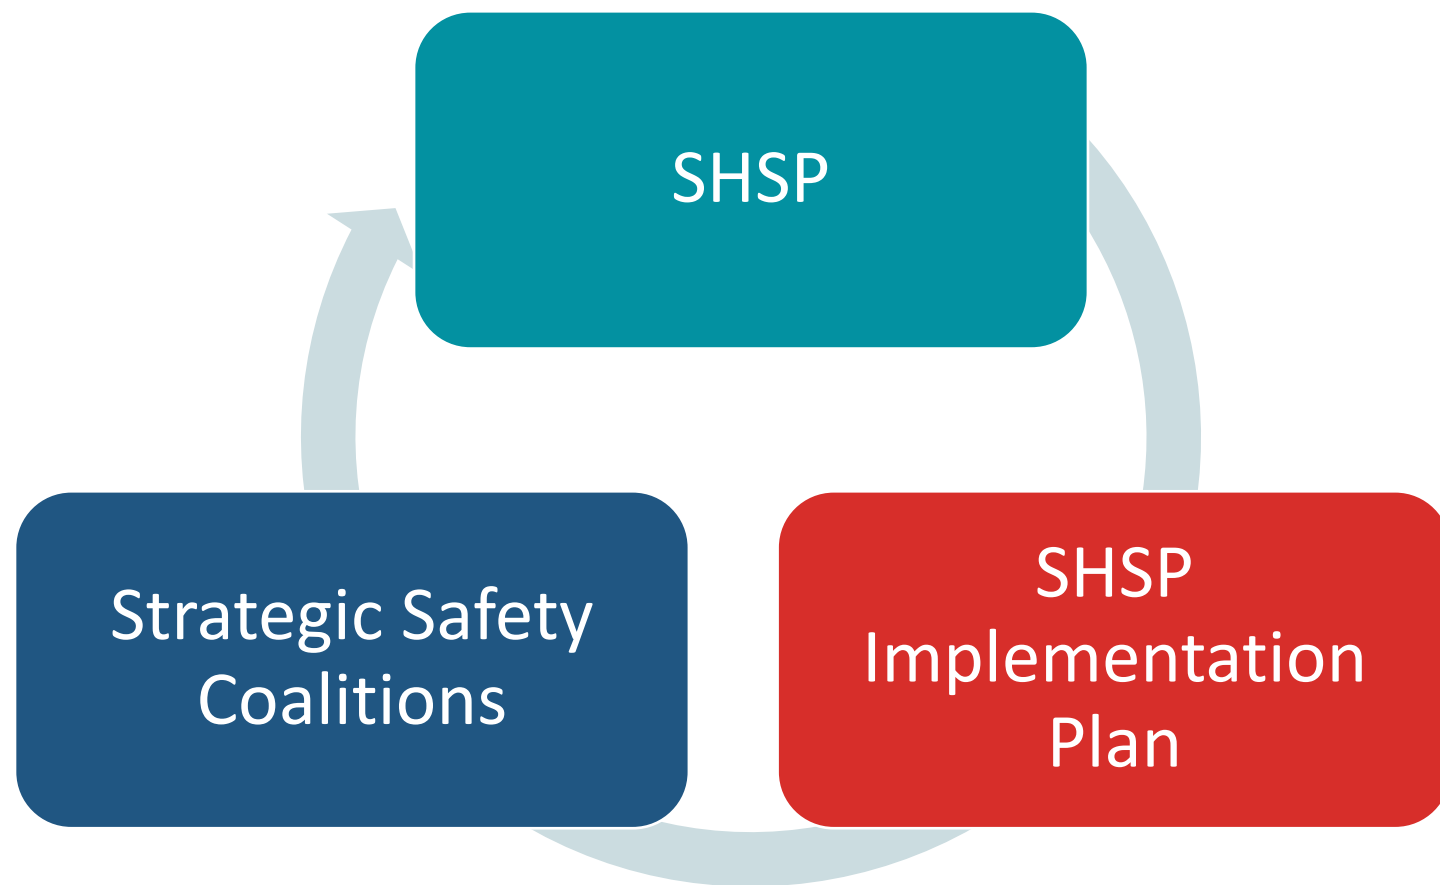 SHSP
Strategic Safety
Coalitions
SHSP
Implementation
Plan